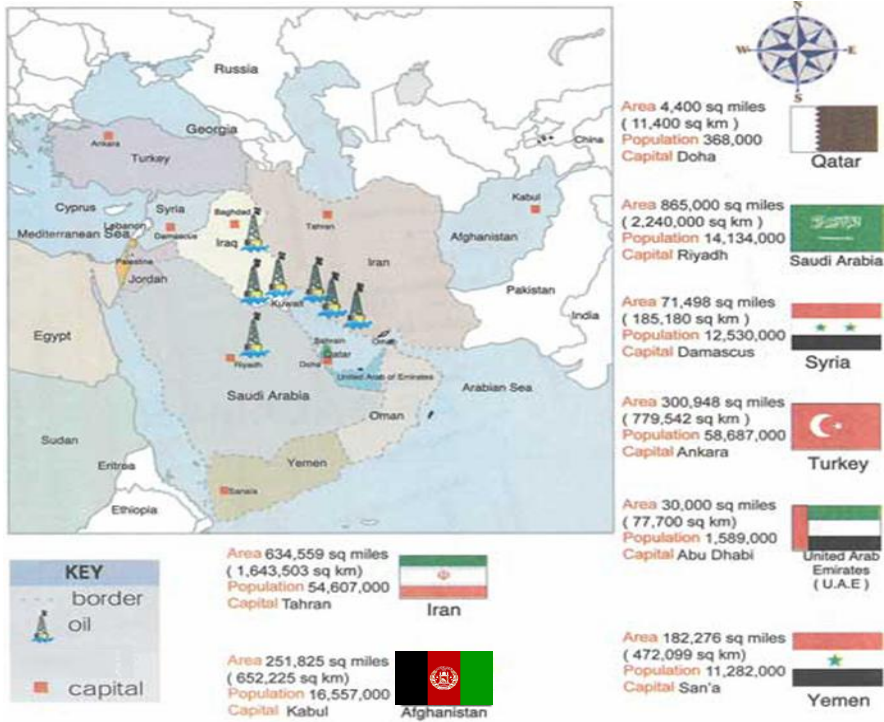 S
W
E
S
Russia
Georgia
China
Ankara
Turkey
Cyprus
Syria
Lebanon
Mediterranean Sea
Damascus
Baghdad
Iraq
Tahran
Iran
Kabul
Afghanistan
Palestine
Jordan
Kuwait
Pakistan
India
Egypt
Bahrain
Qatar
Doha
Oman
Riyadh
United Arab of Emirates
Saudi Arabia
Arabian Sea
Oman
Sudan
Yemen
Eritrea
Sana'a
Ethiopia
Area 4,400 sq miles
( 11,400 sq km )
Population 368,000
Capital Doha
Qatar
Area 865,000 sq miles
( 2,240,000 sq km )
Population 14,134,000
Capital Riyadh
Saudi Arabia
Area 71,498 sq miles
( 185,180 sq km )
Population 12,530,000
Capital Damascus
Syria
Area 300,948 sq miles
( 779,542 sq km )
Population 58,687,000
Capital Ankara
Turkey
Area 30,000 sq miles
( 77,700 sq km)
Population 1,589,000
Capital Abu Dhabi
United Arab
Emirates
( U.A.E )
KEY
border
oil
capital
Area 634,559 sq miles
( 1,643,503 sq km)
Population 54,607,000
Capital Tahran
Iran
Area 251,825 sq miles
( 652,225 sq km)
Population 16,557,000
Capital Kabul
Afghanistan
Area 182,276 sq miles
( 472,099 sq km)
Population 11,282,000
Capital San'a
Yemen